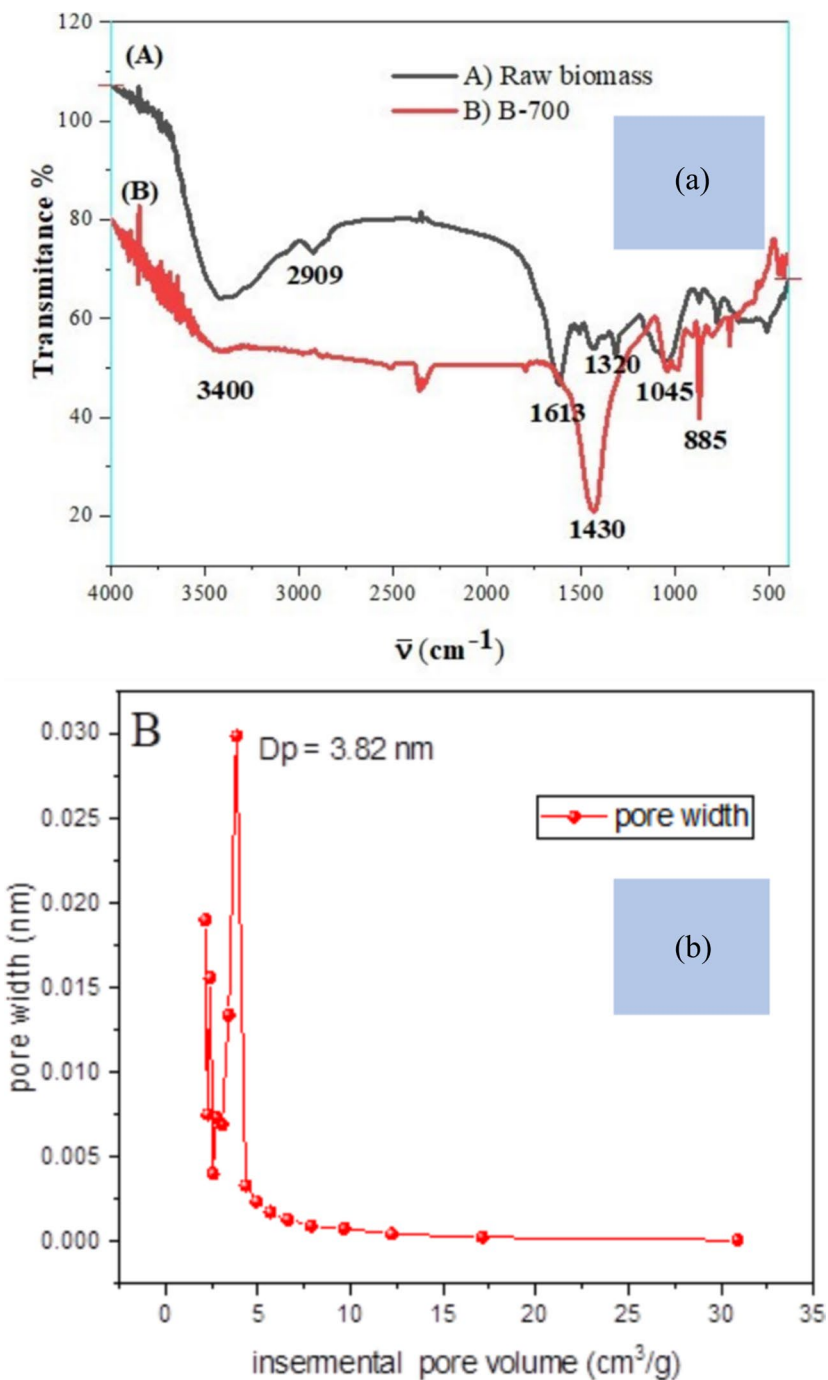 120
(A)
A) Raw biomass
B) B-700
100
(a)
(B)
80
2909
Transmitance %
60
3400
1613
1320
1045
40
885
1430
20
4000
3500
3000
2500
2000
1500
1000
500
ν̅ (cm⁻¹)
B
0.030
Dp = 3.82 nm
pore width
0.025
0.020
(b)
pore width (nm)
0.015
0.010
0.005
0.000
0
5
10
15
20
25
30
35
insermental pore volume (cm³/g)